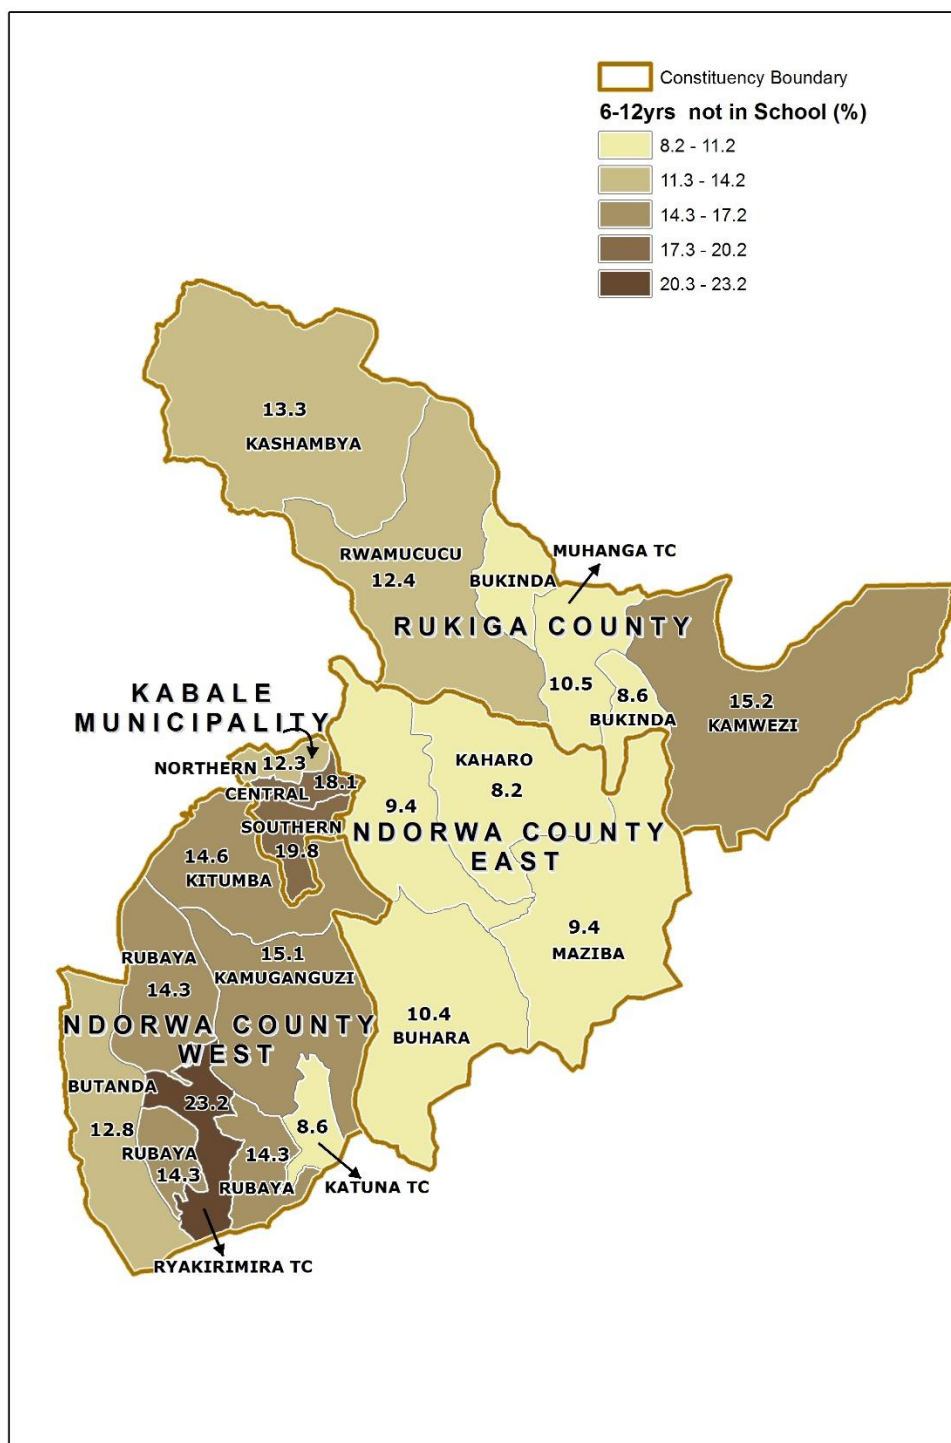 Constituency Boundary
6-12yrs not in School (%)
8.2 - 11.2
11.3 - 14.2
14.3 - 17.2
17.3 - 20.2
20.3 - 23.2
13.3
KASHAMBYA
RWAMUCUCU
12.4
MUHANGA TC
BUKINDA
RUKIGA COUNTY
10.5
8.6
BUKINDA
15.2
KAMWEZI
KABALE
MUNICIPALITY
NORTHERN
12.3
CENTRAL
18.1
SOUTHERN
19.8
KAHARO
8.2
9.4
NDORWA COUNTY
EAST
14.6
KITUMBA
9.4
MAZIBA
15.1
KAMUGANGUZI
RUBAYA
14.3
10.4
BUHARA
NDORWA COUNTY
WEST
BUTANDA
12.8
23.2
RUBAYA
14.3
14.3
RUBAYA
8.6
KATUNA TC
RYAKIRIMIRA TC